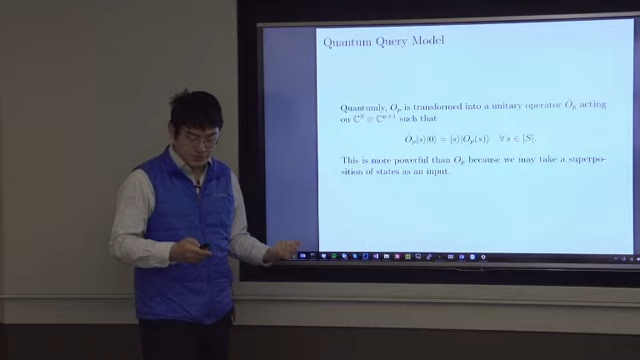 Quantum Query Model
Quantumly, O_p is transformed into a unitary operator Ô_p acting
on ℂ^S ⊗ ℂ^{n+1} such that
Ô_p|s⟩|0⟩ = |s⟩|O_p(s)⟩ ∀ s ∈ [S].
This is more powerful than O_p because we may take a superpo-
sition of states as an input.